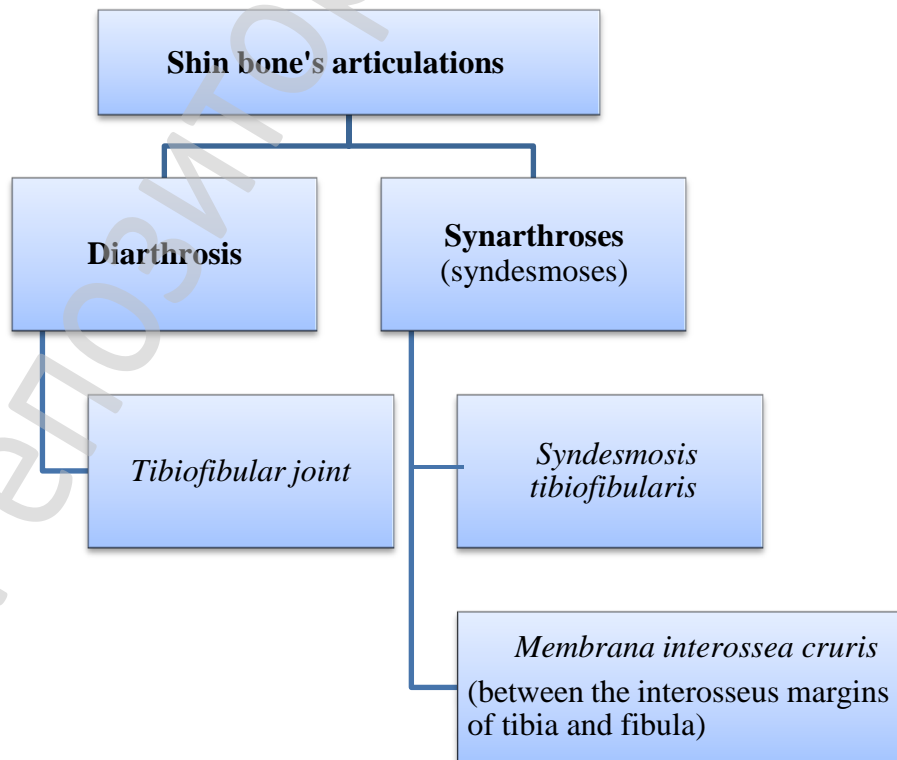 Shin bone's articulations
Diarthrosis
Synarthroses
(syndesmoses)
Tibiofibular joint
Syndesmosis
tibiofibularis
Membrana interossea cruris
(between the interosseus margins
of tibia and fibula)